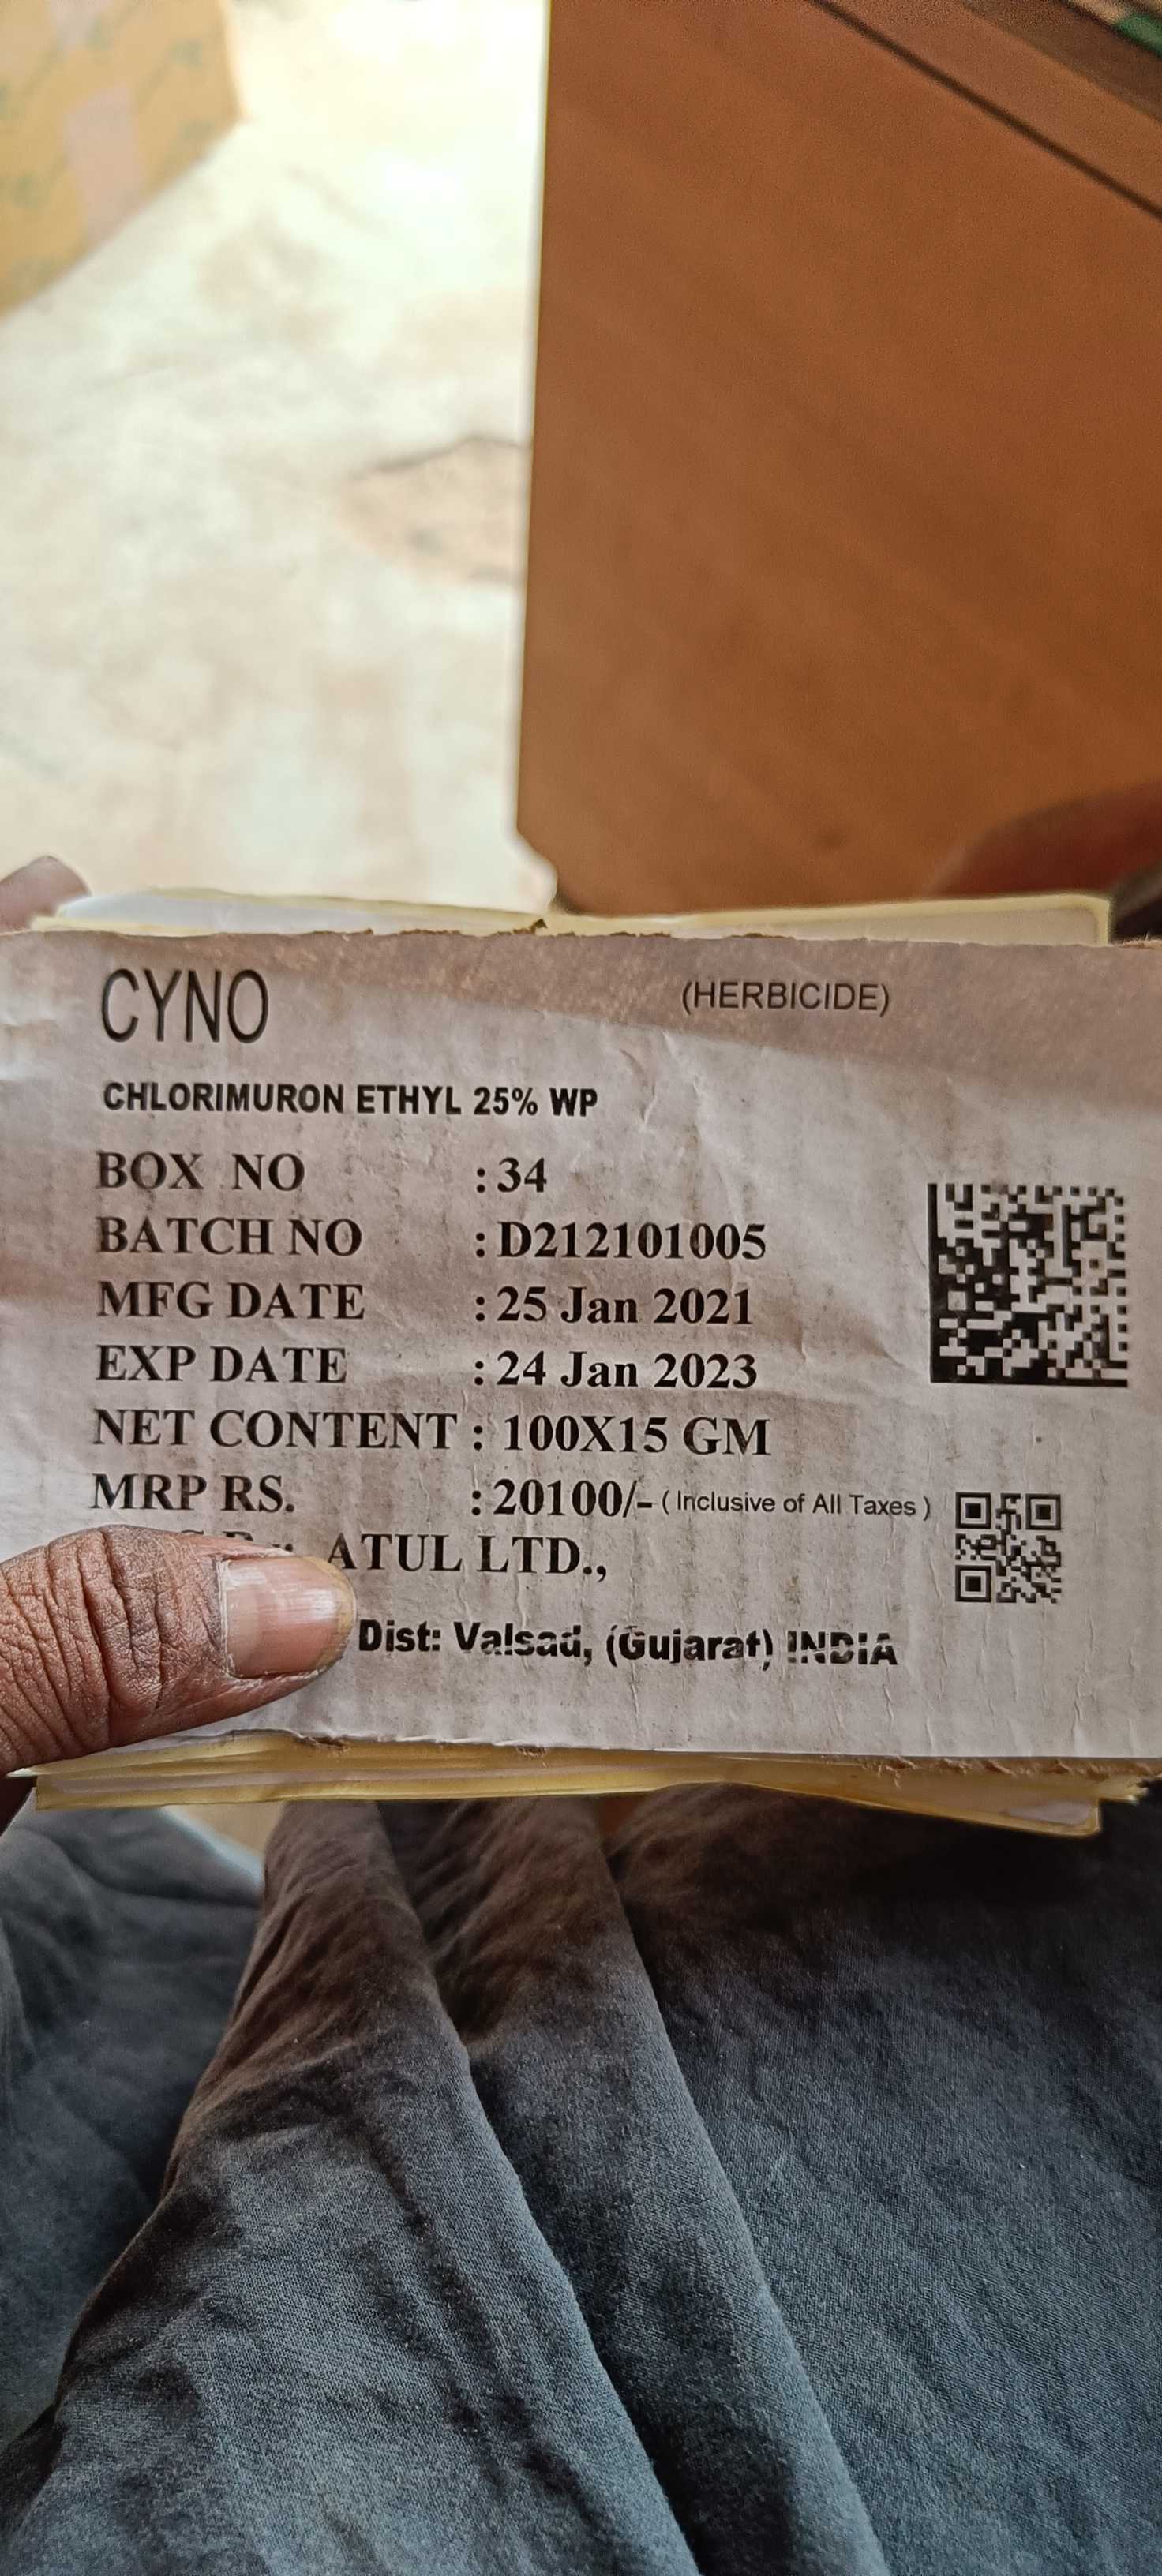 CYNO (HERBICIDE)
CHLORIMURON ETHYL 25% WP
BOX NO : 34
BATCH NO : D212101005
MFG DATE : 25 Jan 2021
EXP DATE : 24 Jan 2023
NET CONTENT : 100X15 GM
MRP RS. : 20100/- ( Inclusive of All Taxes )
ATUL LTD.,
Dist: Valsad, (Gujarat) INDIA